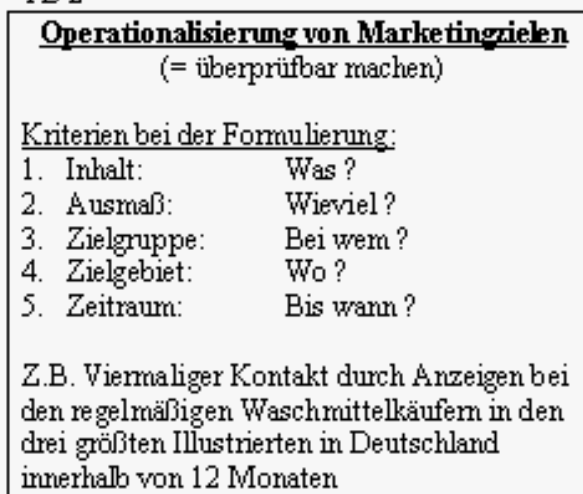 Operationalisierung von Marketingzielen
(= überprüfbar machen)
Kriterien bei der Formulierung:
1. Inhalt: Was ?
2. Ausmaß: Wieviel ?
3. Zielgruppe: Bei wem ?
4. Zielgebiet: Wo ?
5. Zeitraum: Bis wann ?
Z.B. Viermaliger Kontakt durch Anzeigen bei
den regelmäßigen Waschmittelkäufern in den
drei größten Illustrierten in Deutschland
innerhalb von 12 Monaten